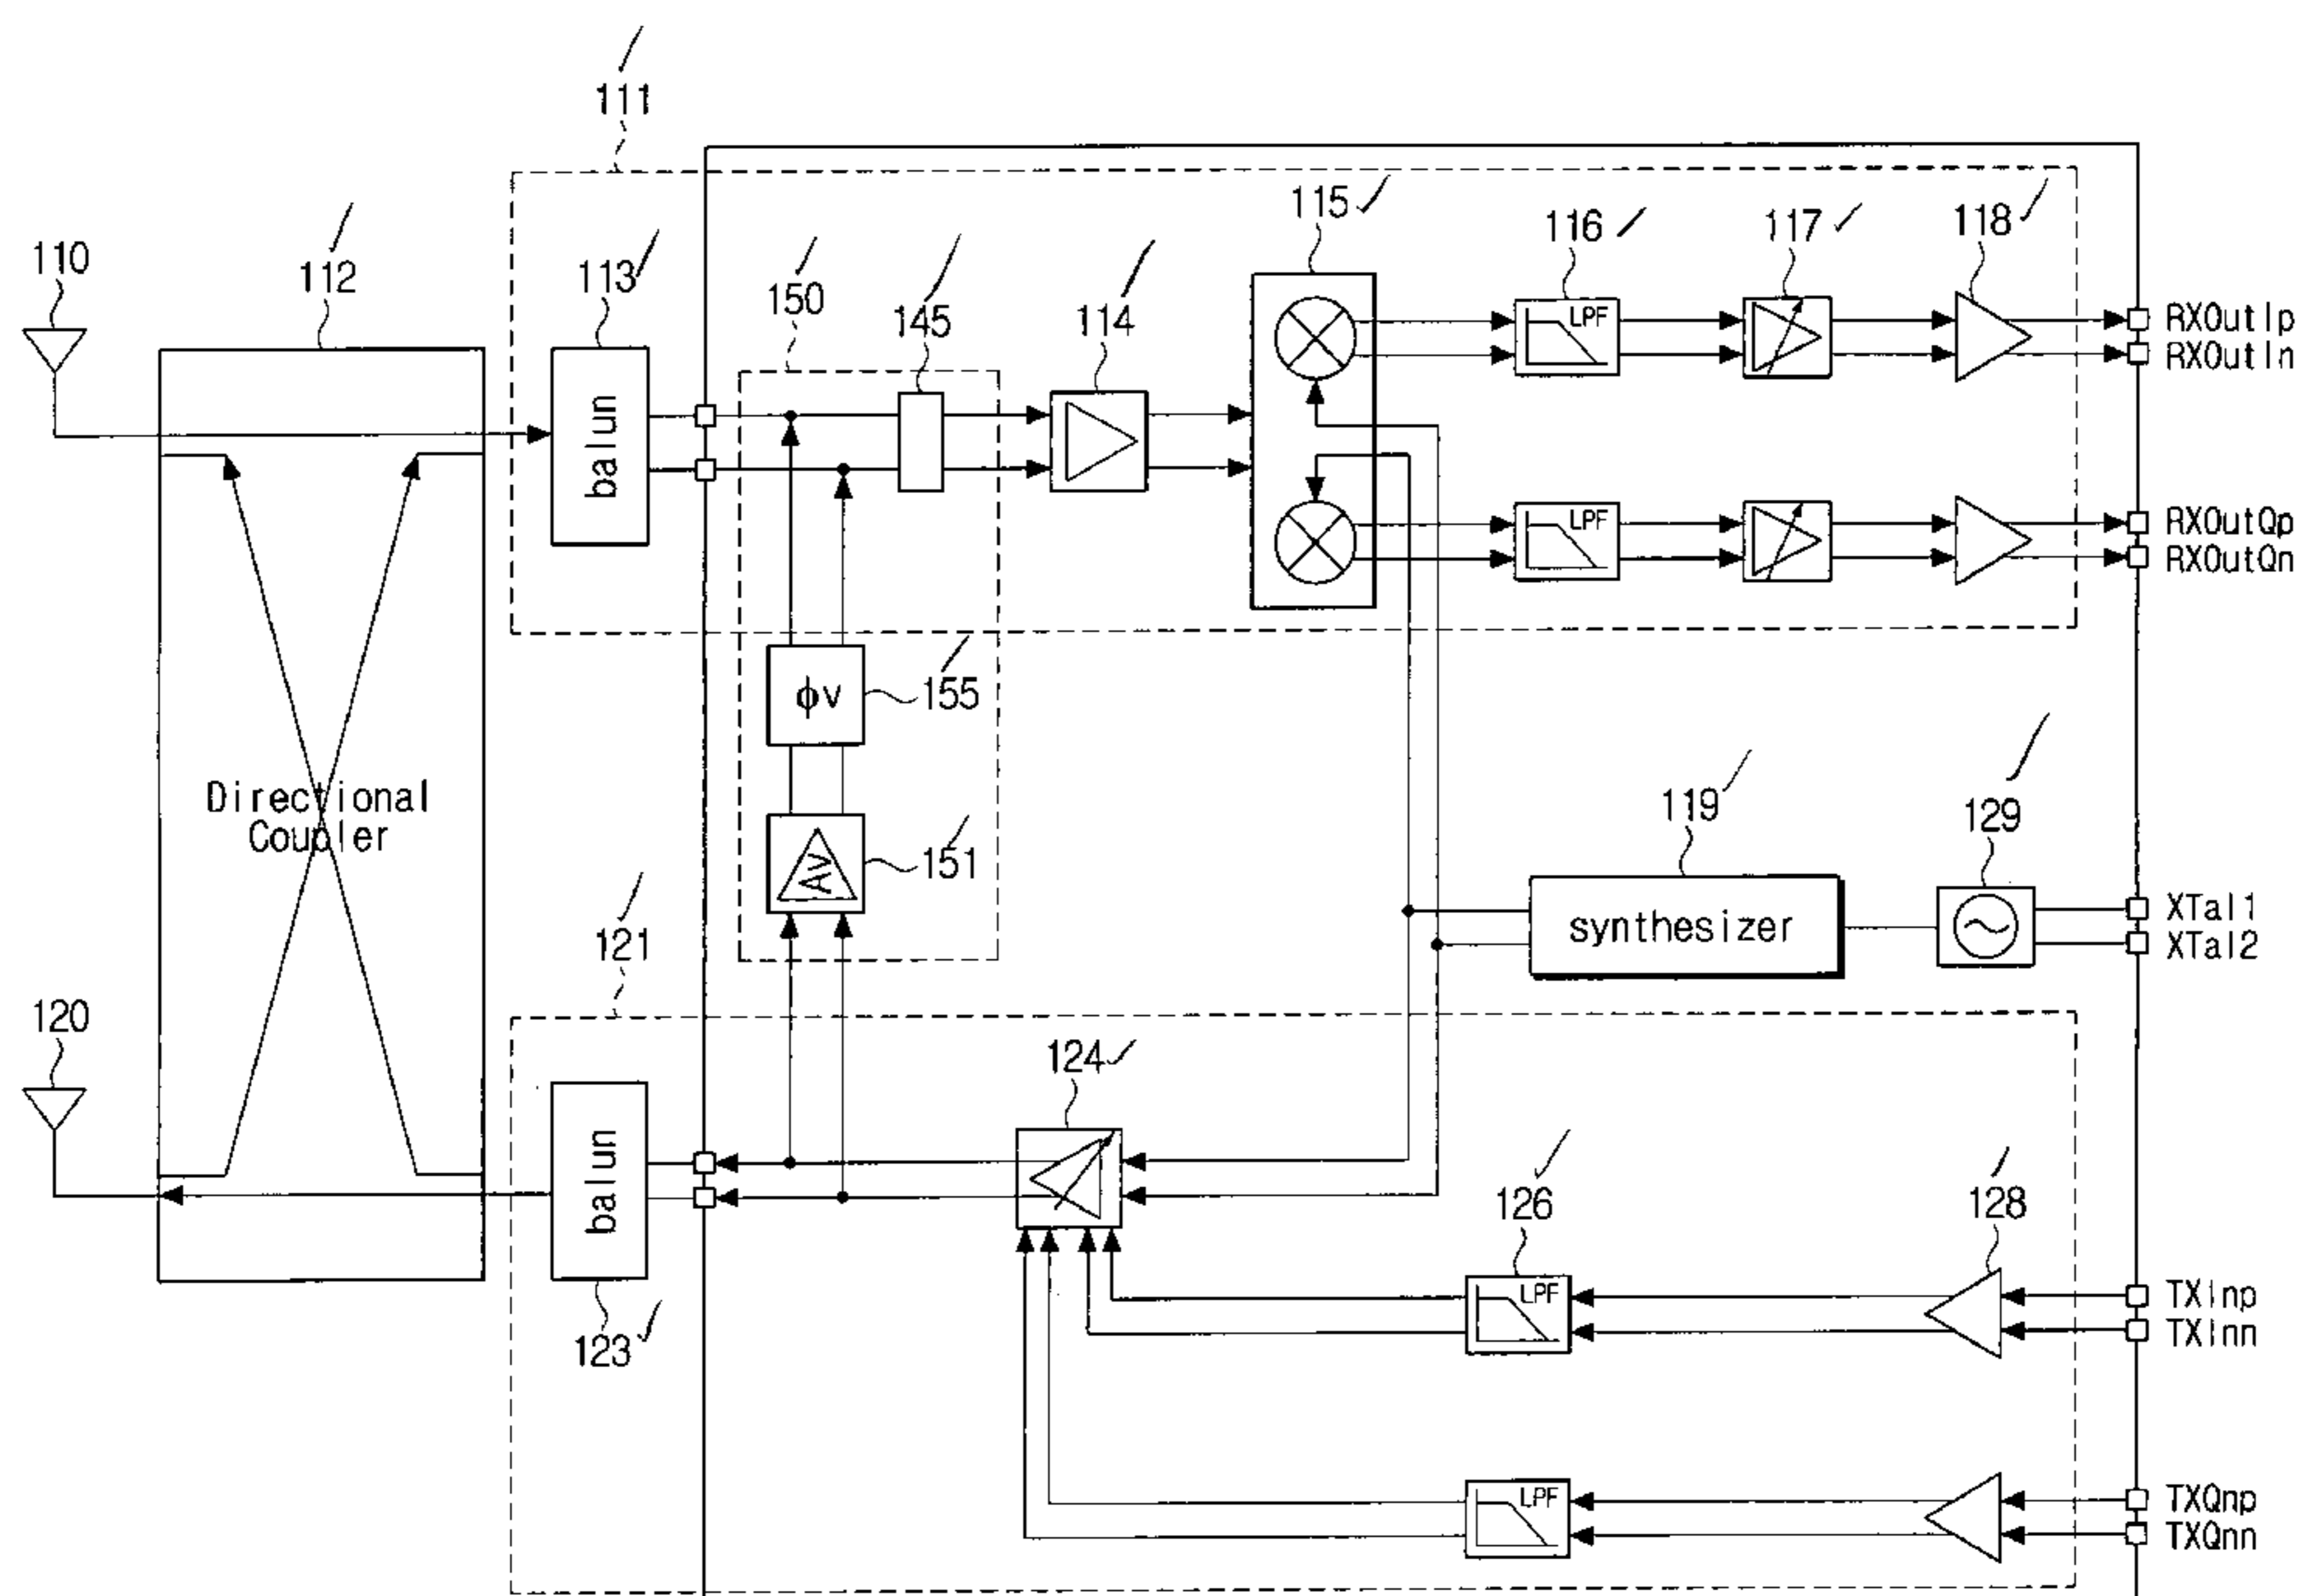 111
115
116
117
118
110
112
113
150
145
114
RXOutIp
RXOutIn
balun
LPF
LPF
RXOutQp
RXOutQn
ϕv
155
Directional
Coupler
Av
151
119
129
synthesizer
XTal1
XTal2
121
120
124
balun
123
126
128
LPF
TXInp
TXInn
LPF
TXQnp
TXQnn